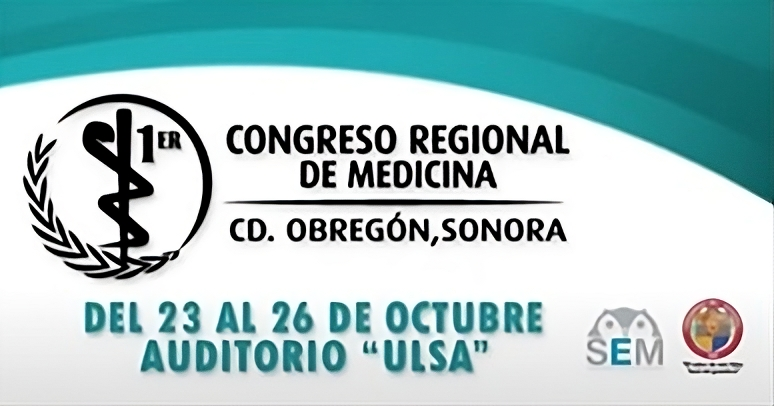 1ER
CONGRESO REGIONAL
DE MEDICINA
CD. OBREGÓN, SONORA
DEL 23 AL 26 DE OCTUBRE
AUDITORIO “ULSA”
SEM